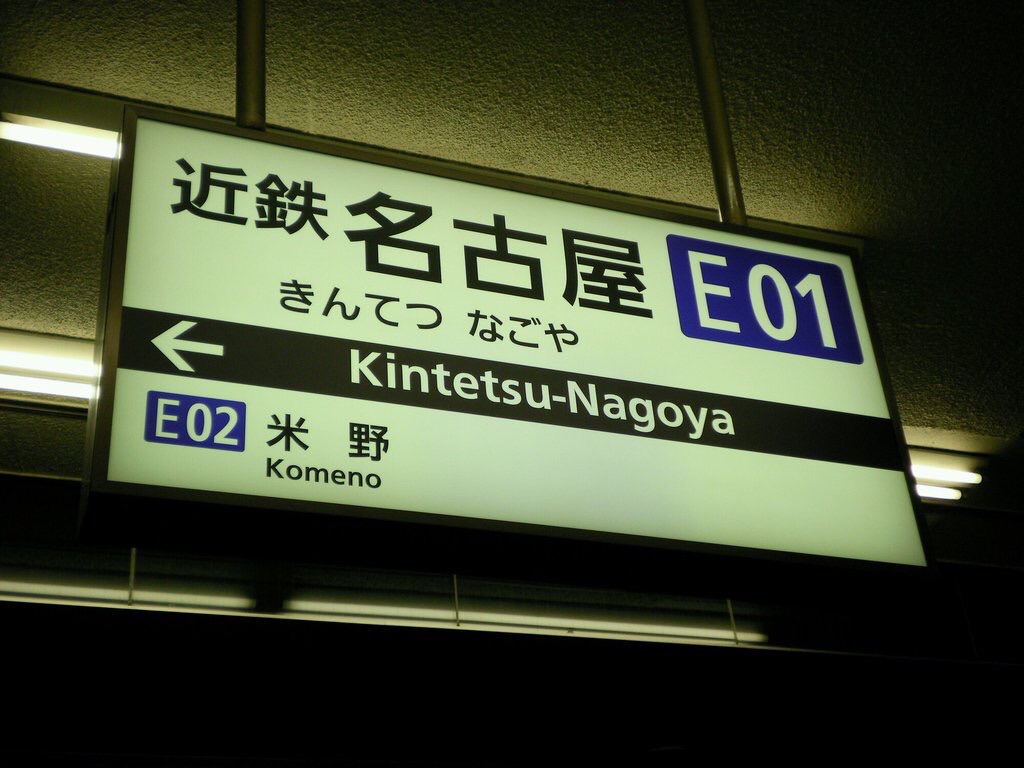 近鉄名古屋 E01
きんてつ なごや
← Kintetsu-Nagoya
E02 米 野
Komeno